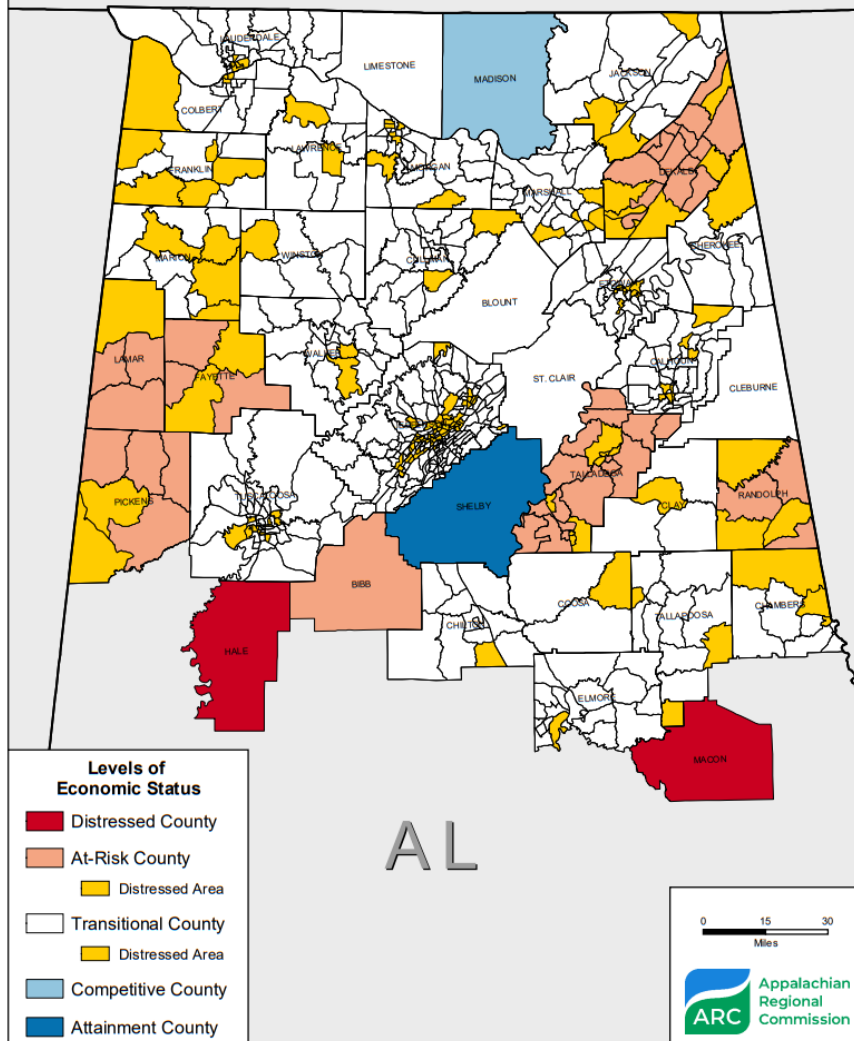 LAUDERDALE
LIMESTONE
MADISON
JACKSON
COLBERT
LAWRENCE
MORGAN
FRANKLIN
DEKALB
MARSHALL
MARION
WINSTON
CULLMAN
CHEROKEE
ETOWAH
BLOUNT
LAMAR
FAYETTE
WALKER
ST. CLAIR
CALHOUN
CLEBURNE
PICKENS
TUSCALOOSA
SHELBY
TALLADEGA
CLAY
RANDOLPH
BIBB
HALE
CHILTON
COOSA
TALLAPOOSA
CHAMBERS
ELMORE
MACON
AL
Levels of
Economic Status
Distressed County
At-Risk County
Distressed Area
Transitional County
Distressed Area
Competitive County
Attainment County
0 15 30
Miles
ARC
Appalachian
Regional
Commission